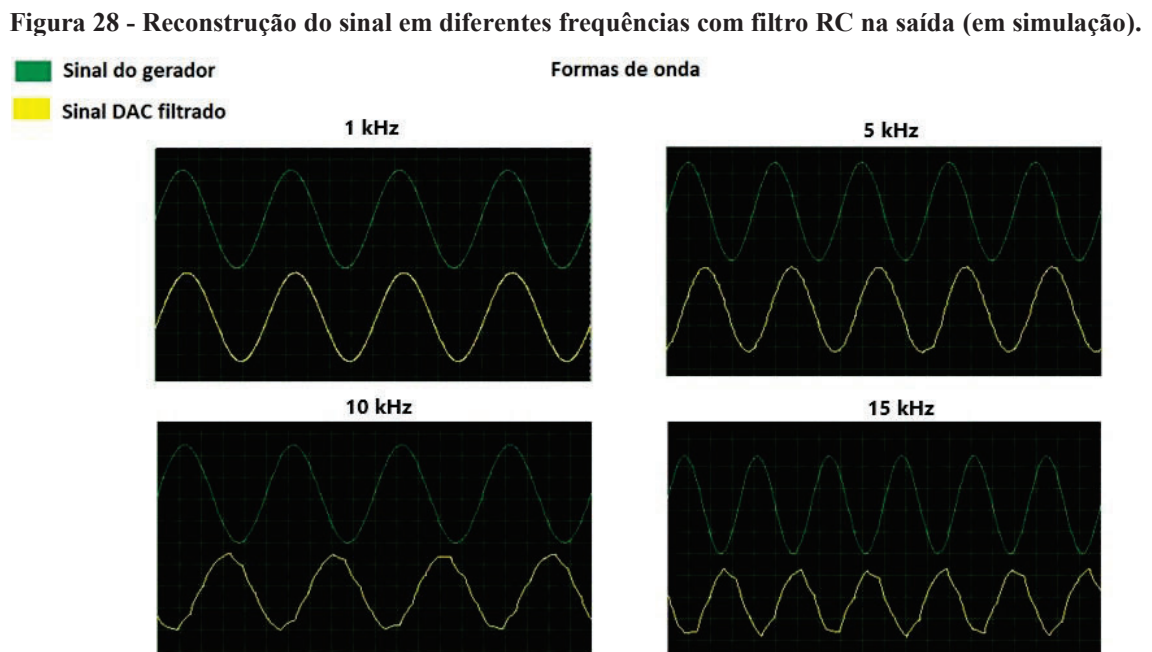 Figura 28 - Reconstrução do sinal em diferentes frequências com filtro RC na saída (em simulação).
Sinal do gerador
Formas de onda
Sinal DAC filtrado
1 kHz
5 kHz
10 kHz
15 kHz